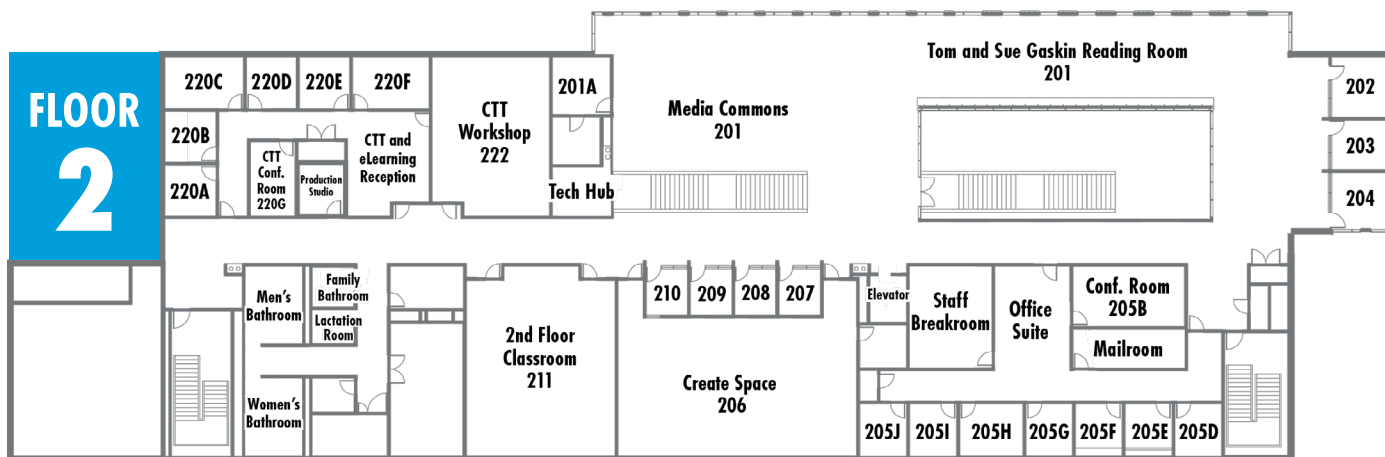 FLOOR
2
220C
220D
220E
220F
220B
220A
CTT
Conf.
Room
220G
Production
Studio
CTT and
eLearning
Reception
CTT
Workshop
222
201A
Tech Hub
Media Commons
201
Tom and Sue Gaskin Reading Room
201
202
203
204
Men's
Bathroom
Family
Bathroom
Lactation
Room
Women's
Bathroom
2nd Floor
Classroom
211
210
209
208
207
Create Space
206
Elevator
Staff
Breakroom
Office
Suite
Conf. Room
205B
Mailroom
205J
205I
205H
205G
205F
205E
205D